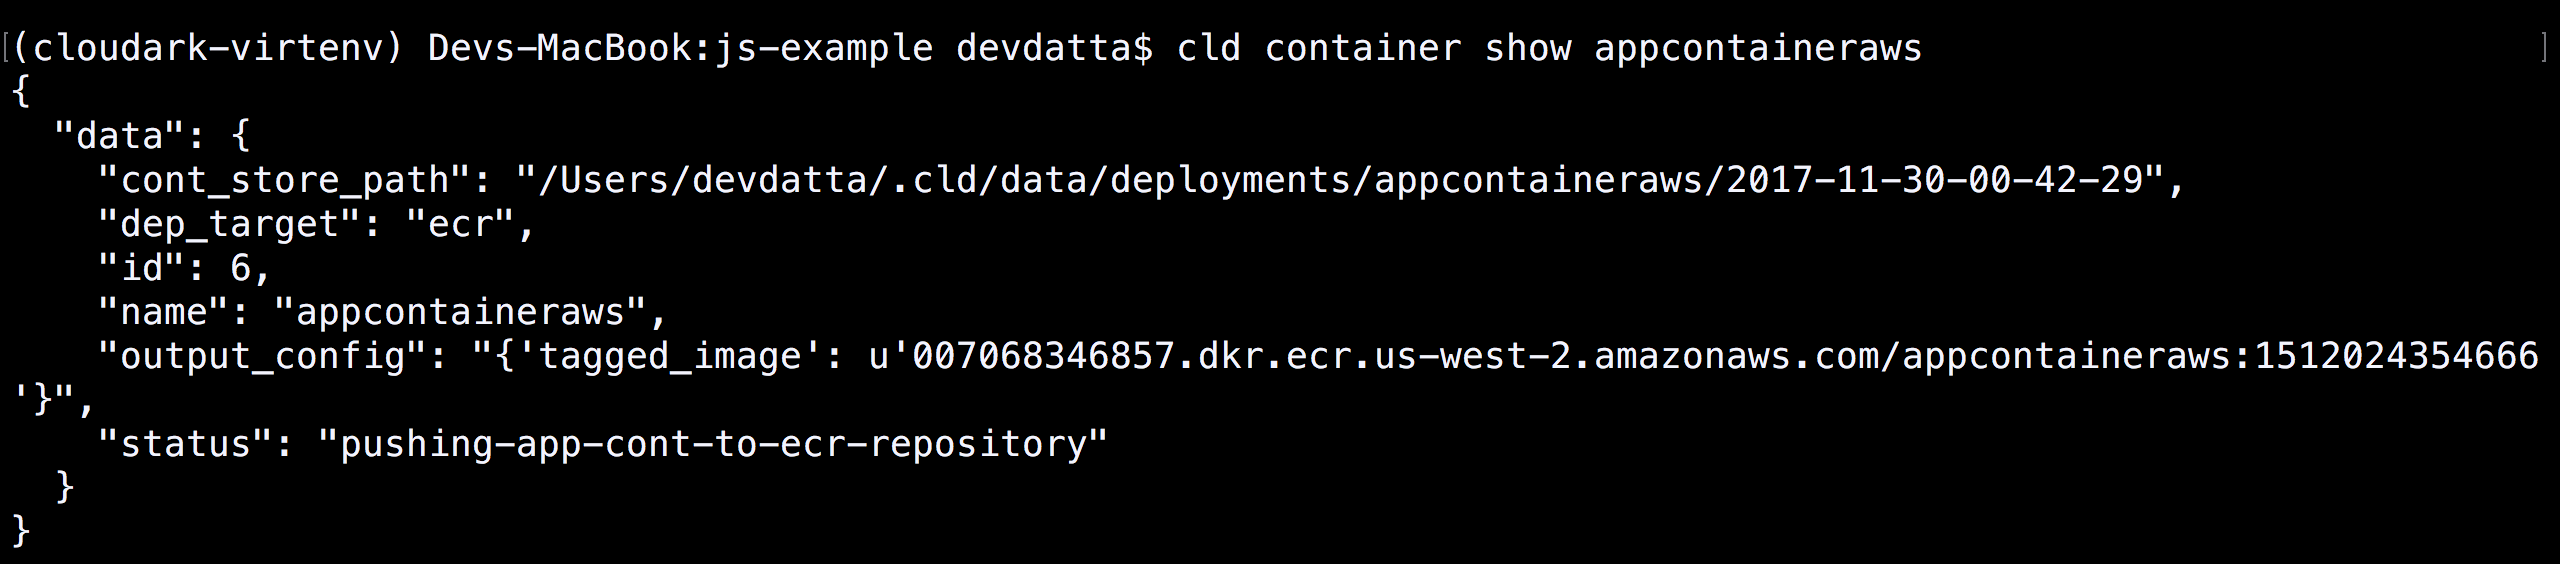 [(cloudark-virtenv) Devs-MacBook:js-example devdatta$ cld container show appcontaineraws ]
{
  "data": {
    "cont_store_path": "/Users/devdatta/.cld/data/deployments/appcontaineraws/2017-11-30-00-42-29",
    "dep_target": "ecr",
    "id": 6,
    "name": "appcontaineraws",
    "output_config": "{'tagged_image': u'007068346857.dkr.ecr.us-west-2.amazonaws.com/appcontaineraws:1512024354666
'}",
    "status": "pushing-app-cont-to-ecr-repository"
  }
}